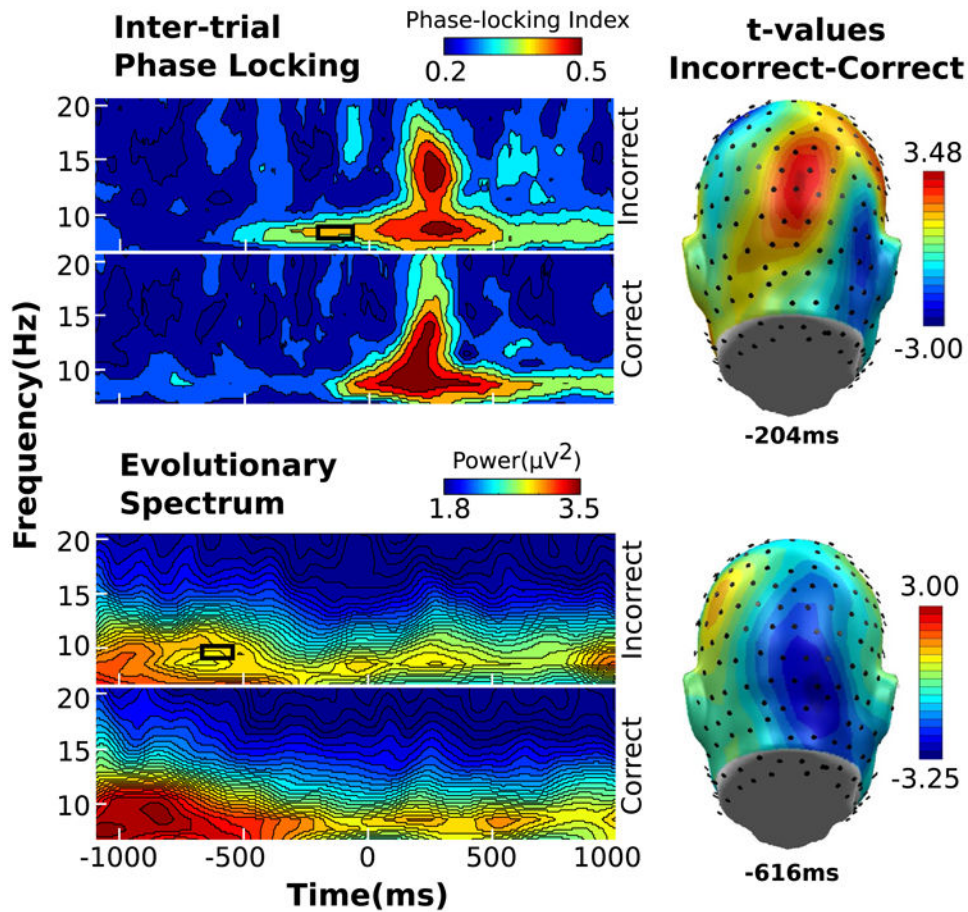 Inter-trial
Phase Locking
Phase-locking Index
0.2 0.5
t-values
Incorrect-Correct
20
15
10
Incorrect
20
15
10
Correct
3.48
-3.00
-204ms
Frequency(Hz)
Evolutionary
Spectrum
Power(μV²)
1.8 3.5
20
15
10
Incorrect
20
15
10
Correct
-1000 -500 0 500 1000
Time(ms)
3.00
-3.25
-616ms